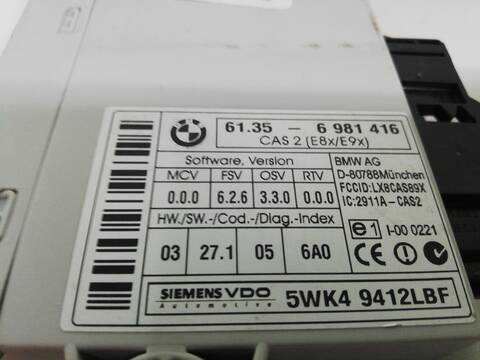 BMW
61.35 - 6 981 416
CAS 2 (E8x/E9x)
Software, Version
MCV FSV OSV RTV
0.0.0 6.2.6 3.3.0 0.0.0
HW./SW.-/Cod.-/Diag.-Index
03 27.1 05 6A0
BMW AG
D-80788München
FCCID:LX8CAS89X
IC:2911A-CAS2
e1 I-00 0221
CE
SIEMENS VDO
Automotive
5WK4 9412LBF